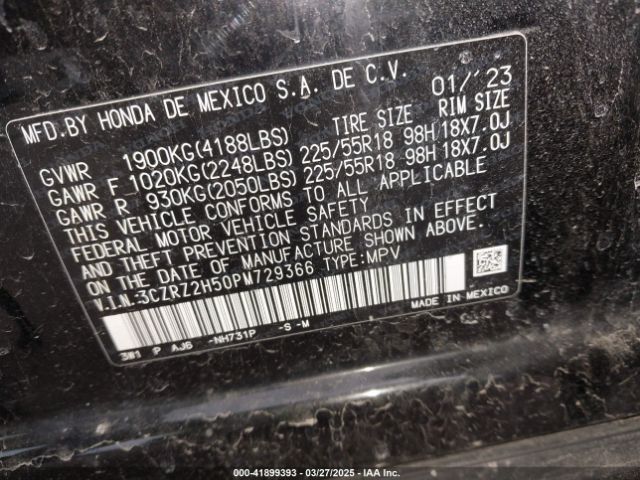 MFD.BY HONDA DE MEXICO S.A. DE C.V. 01/'23
GVWR 1900KG(4188LBS) TIRE SIZE RIM SIZE
GAWR F 1020KG(2248LBS) 225/55R18 98H 18X7.0J
GAWR R 930KG(2050LBS) 225/55R18 98H 18X7.0J
THIS VEHICLE CONFORMS TO ALL APPLICABLE
FEDERAL MOTOR VEHICLE SAFETY
AND THEFT PREVENTION STANDARDS IN EFFECT
ON THE DATE OF MANUFACTURE SHOWN ABOVE.
V.I.N.:3CZRZ2H50PM729366 TYPE:MPV
3W1 P AJ6 -NH731P -S -M
MADE IN MEXICO
000-41899393 — 03/27/2025 — IAA Inc.